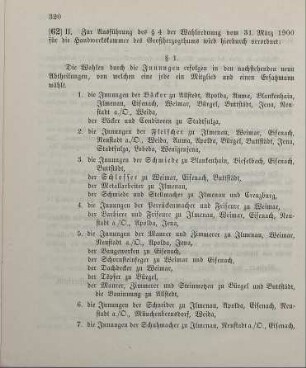 320
[62] II. Zur Ausführung des § 4 der Wahlordnung vom 31. März 1900
für die Handwerkskammer des Großherzogthums wird hierdurch verordnet:
§ 1.
Die Wahlen durch die Innungen erfolgen in den nachstehenden neun
Abtheilungen, von welchen eine jede ein Mitglied und einen Ersatzmann
wählt.
1. die Innungen der Bäcker zu Allstedt, Apolda, Auma, Blankenhain,
Ilmenau, Eisenach, Weimar, Bürgel, Buttstädt, Jena, Neu-
stadt a./O., Weida,
der Bäcker und Conditoren zu Stadtsulza,
2. die Innungen der Fleischer zu Ilmenau, Weimar, Eisenach,
Neustadt a./O., Weida, Auma, Apolda, Bürgel, Buttstädt, Jena,
Stadtsulza, Lobeda,
3. die Innungen der Schmiede zu Blankenhain, Vieselbach, Eisenach,
Buttstädt,
der Schlosser zu Weimar, Eisenach, Buttstädt,
der Metallarbeiter zu Ilmenau,
der Schmiede und Stellmacher zu Ilmenau und Creuzburg,
4. die Innungen der Perrückenmacher und Friseure zu Weimar,
der Barbiere und Friseure zu Weimar, Eisenach, Apolda, Neu-
stadt a./O., Weida,
5. die Innungen der Maurer und Zimmerer zu Ilmenau, Weimar,
Neustadt a./O., Apolda, Jena,
der Baugewerken zu Eisenach,
der Schornsteinfeger zu Weimar und Eisenach,
der Dachdecker zu Weimar,
der Töpfer zu Bürgel,
der Maurer, Zimmerer und Steinmetzen zu Bürgel und Buttstädt,
die Bauinnung zu Allstedt,
6. die Innungen der Schneider zu Ilmenau, Apolda, Eisenach, Neu-
stadt a./O., Münchenbernsdorf, Weida,
7. die Innungen der Schuhmacher zu Ilmenau, Neustadt a./O., Eisenach,